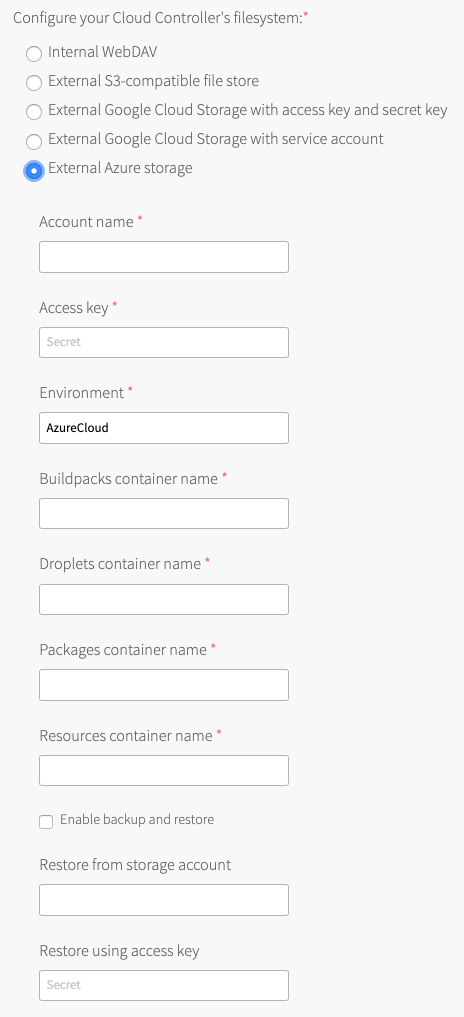 Configure your Cloud Controller's filesystem:*
Internal WebDAV
External S3-compatible file store
External Google Cloud Storage with access key and secret key
External Google Cloud Storage with service account
External Azure storage
Account name *
Access key *
Secret
Environment *
AzureCloud
Buildpacks container name *
Droplets container name *
Packages container name *
Resources container name *
Enable backup and restore
Restore from storage account
Restore using access key
Secret